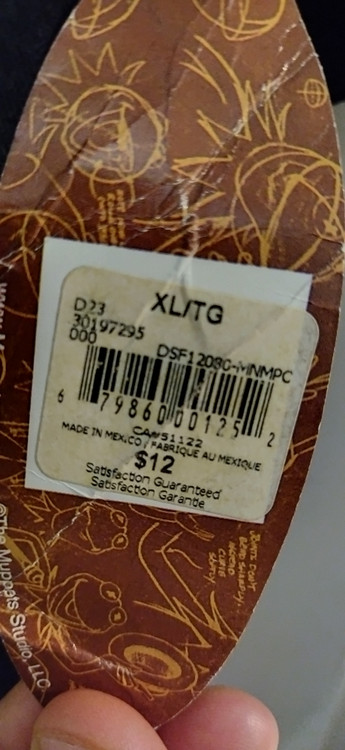 XL/TG
D23
30197295
000
DSF12030-MNMPC
6 79860 00125 2
CA#51122
MADE IN MEXICO / FABRIQUE AU MEXIQUE
$12
Satisfaction Guaranteed
Satisfaction Garantie
©The Muppets Studio, LLC